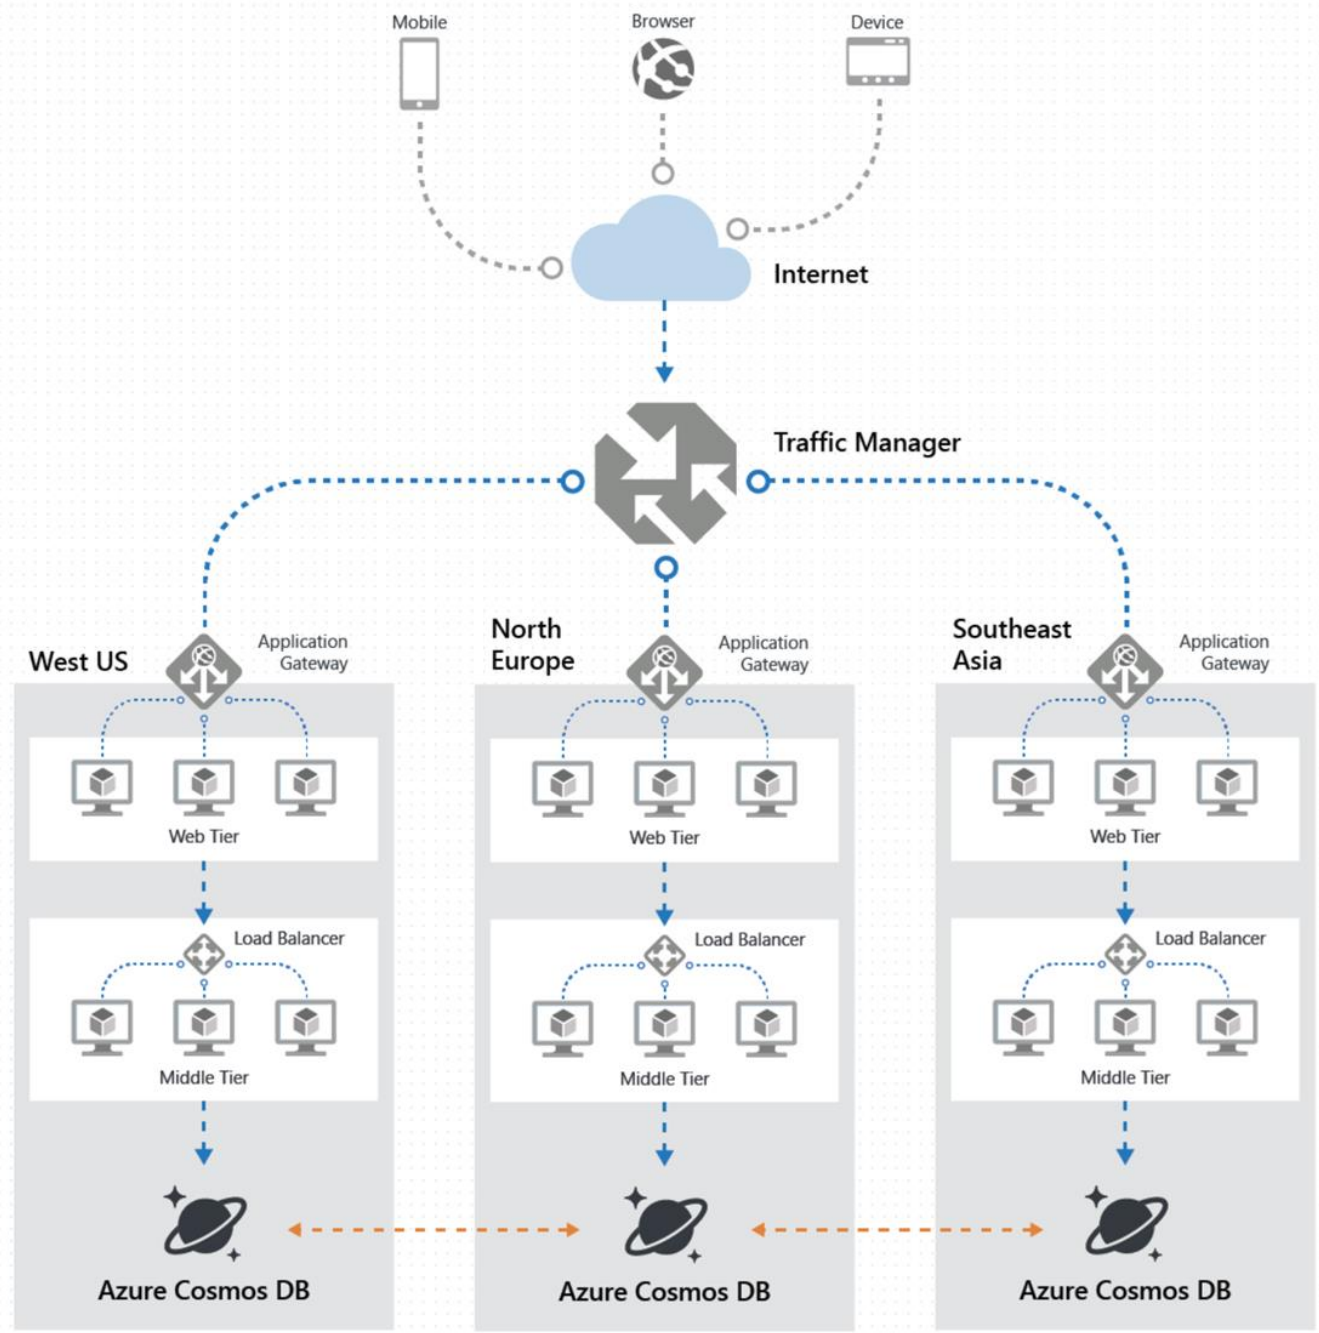 Mobile
Browser
Device
Internet
Traffic Manager
West US
Application
Gateway
North
Europe
Application
Gateway
Southeast
Asia
Application
Gateway
Web Tier
Web Tier
Web Tier
Load Balancer
Load Balancer
Load Balancer
Middle Tier
Middle Tier
Middle Tier
Azure Cosmos DB
Azure Cosmos DB
Azure Cosmos DB